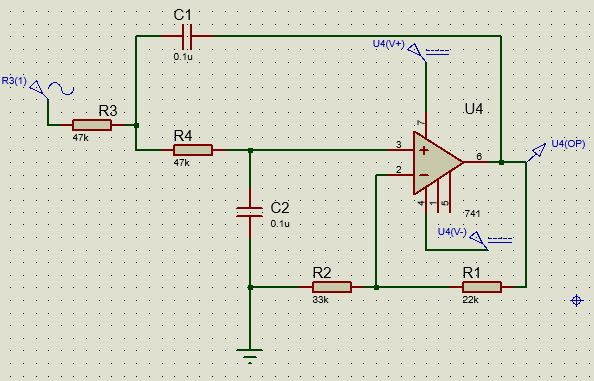 C1
0.1u
U4(V+)
R3(1)
R3
47k
R4
47k
U4
7
3
2
6
4
1
5
741
U4(OP)
U4(V-)
C2
0.1u
R2
33k
R1
22k